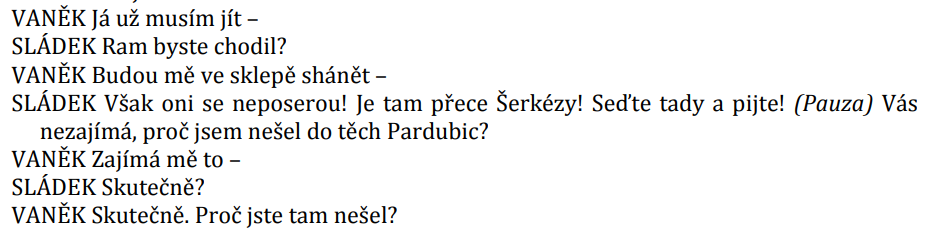 VANĚK Já už musím jít –
SLÁDEK Ram byste chodil?
VANĚK Budou mě ve sklepě shánět –
SLÁDEK Však oni se neposerou! Je tam přece Šerkézy! Seďte tady a pijte! (Pauza) Vás
nezajímá, proč jsem nešel do těch Pardubic?
VANĚK Zajímá mě to –
SLÁDEK Skutečně?
VANĚK Skutečně. Proč jste tam nešel?